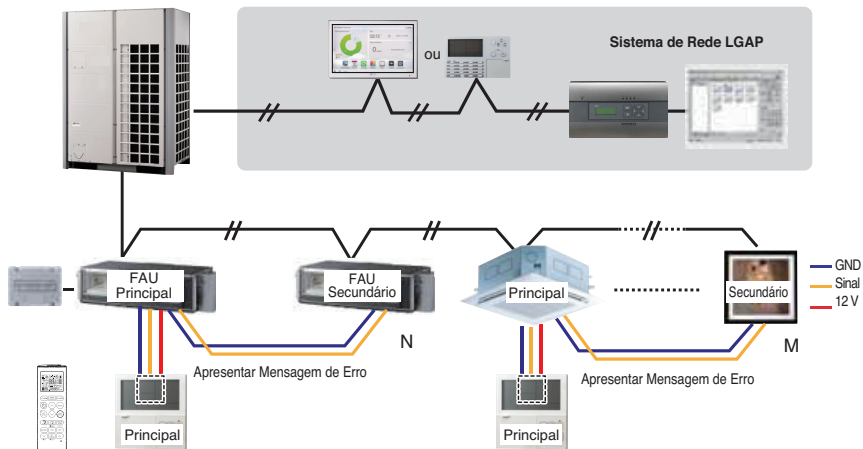 ou
Sistema de Rede LGAP
FAU
Principal
FAU
Secundário
Principal
Secundário
GND
Sinal
12 V
N
M
Apresentar Mensagem de Erro
Apresentar Mensagem de Erro
Principal
Principal